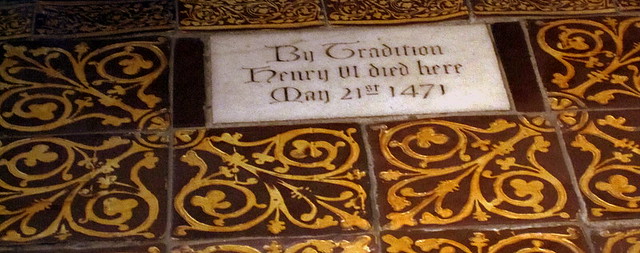 By Tradition
Henry VI died here
May 21st 1471